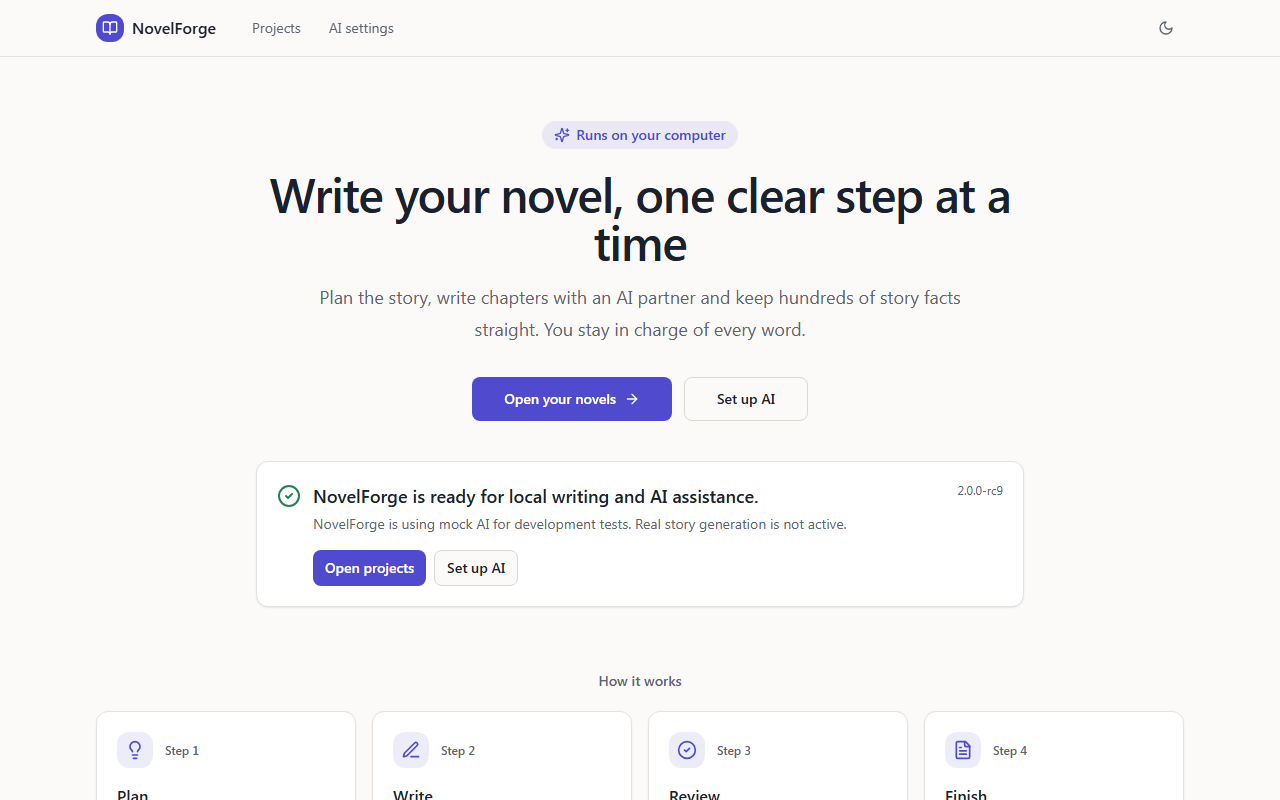 NovelForge
Projects
AI settings
Runs on your computer
Write your novel, one clear step at a
time
Plan the story, write chapters with an AI partner and keep hundreds of story facts
straight. You stay in charge of every word.
Open your novels
Set up AI
NovelForge is ready for local writing and AI assistance.
2.0.0-rc9
NovelForge is using mock AI for development tests. Real story generation is not active.
Open projects
Set up AI
How it works
Step 1
Step 2
Step 3
Step 4
Plan
Write
Review
Finish